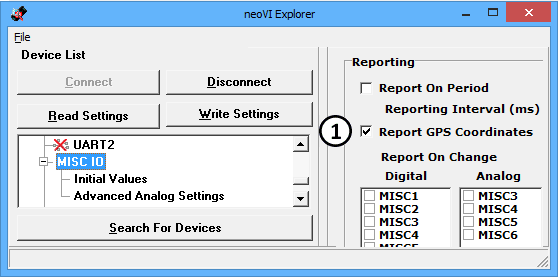 neoVI Explorer
File
Device List
Connect
Disconnect
Read Settings
Write Settings
UART2
MISC IO
Initial Values
Advanced Analog Settings
Search For Devices
Reporting
Report On Period
Reporting Interval (ms)
1
Report GPS Coordinates
Report On Change
Digital
Analog
MISC1
MISC2
MISC3
MISC4
MISC3
MISC4
MISC5
MISC6